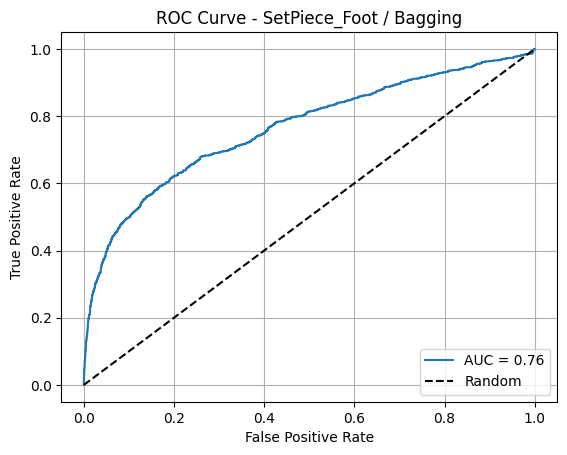 ROC Curve - SetPiece_Foot / Bagging
True Positive Rate
1.0
0.8
0.6
0.4
0.2
0.0
AUC = 0.76
Random
0.0 0.2 0.4 0.6 0.8 1.0
False Positive Rate